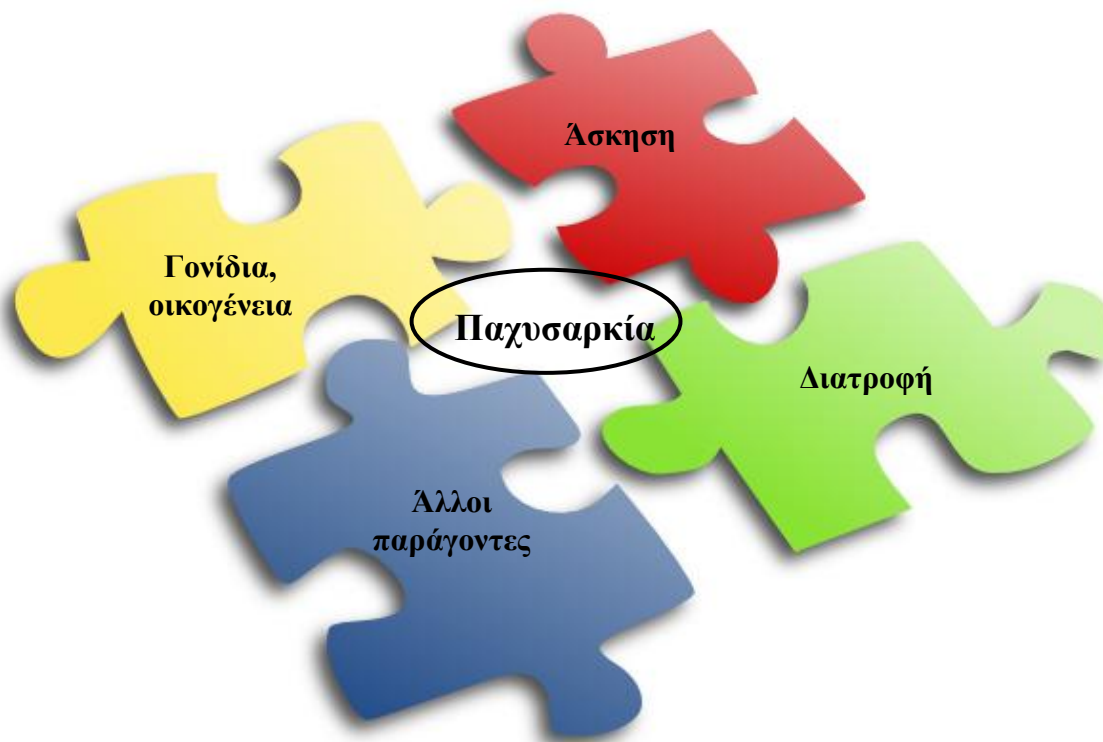 Άσκηση
Γονίδια,
οικογένεια
Παχυσαρκία
Διατροφή
Άλλοι
παράγοντες